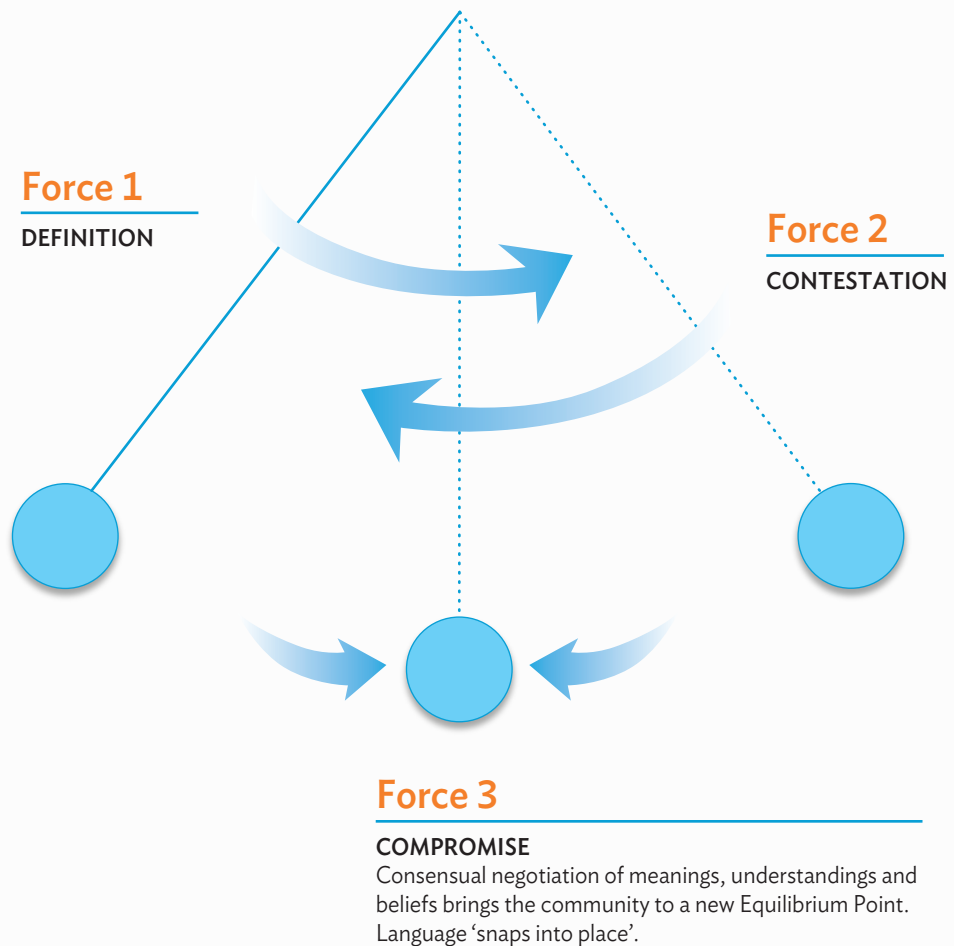 Force 1
DEFINITION
Force 2
CONTESTATION
Force 3
COMPROMISE
Consensual negotiation of meanings, understandings and
beliefs brings the community to a new Equilibrium Point.
Language ‘snaps into place’.